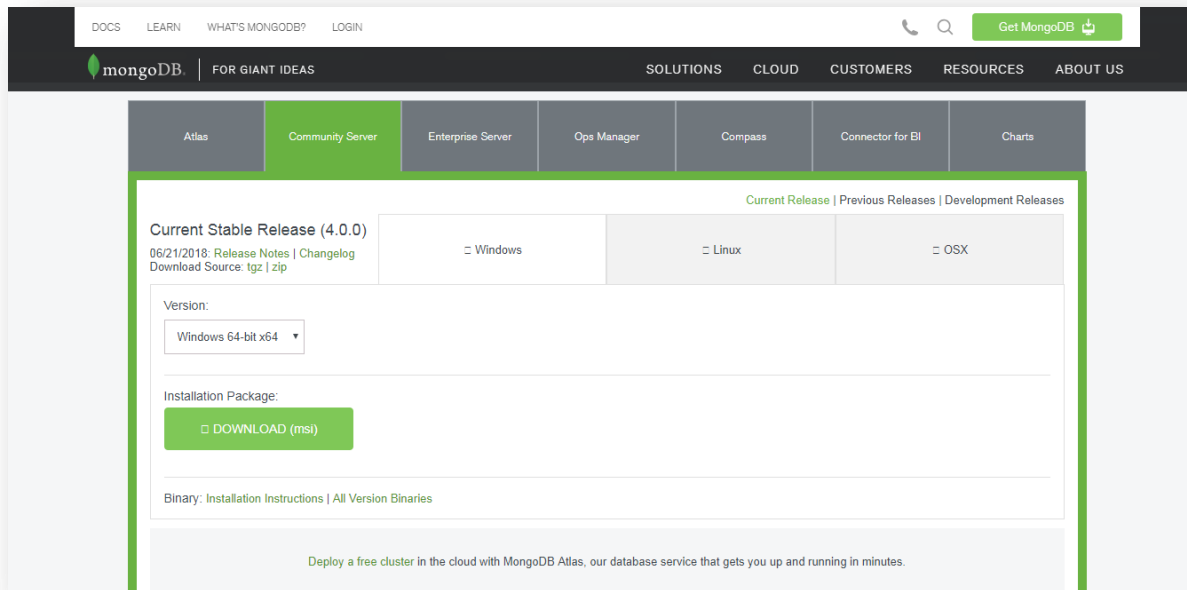 DOCS LEARN WHAT'S MONGODB? LOGIN Get MongoDB
mongoDB. FOR GIANT IDEAS SOLUTIONS CLOUD CUSTOMERS RESOURCES ABOUT US
Atlas Community Server Enterprise Server Ops Manager Compass Connector for BI Charts
Current Release | Previous Releases | Development Releases
Current Stable Release (4.0.0)
06/21/2018: Release Notes | Changelog
Download Source: tgz | zip
Windows Linux OSX
Version:
Windows 64-bit x64
Installation Package:
DOWNLOAD (msi)
Binary: Installation Instructions | All Version Binaries
Deploy a free cluster in the cloud with MongoDB Atlas, our database service that gets you up and running in minutes.